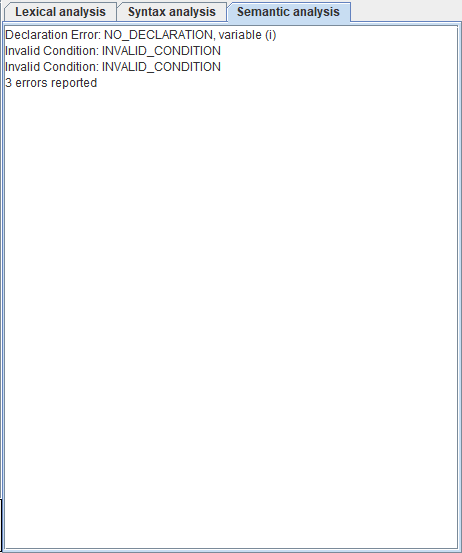 Lexical analysis Syntax analysis Semantic analysis
Declaration Error: NO_DECLARATION, variable (i)
Invalid Condition: INVALID_CONDITION
Invalid Condition: INVALID_CONDITION
3 errors reported